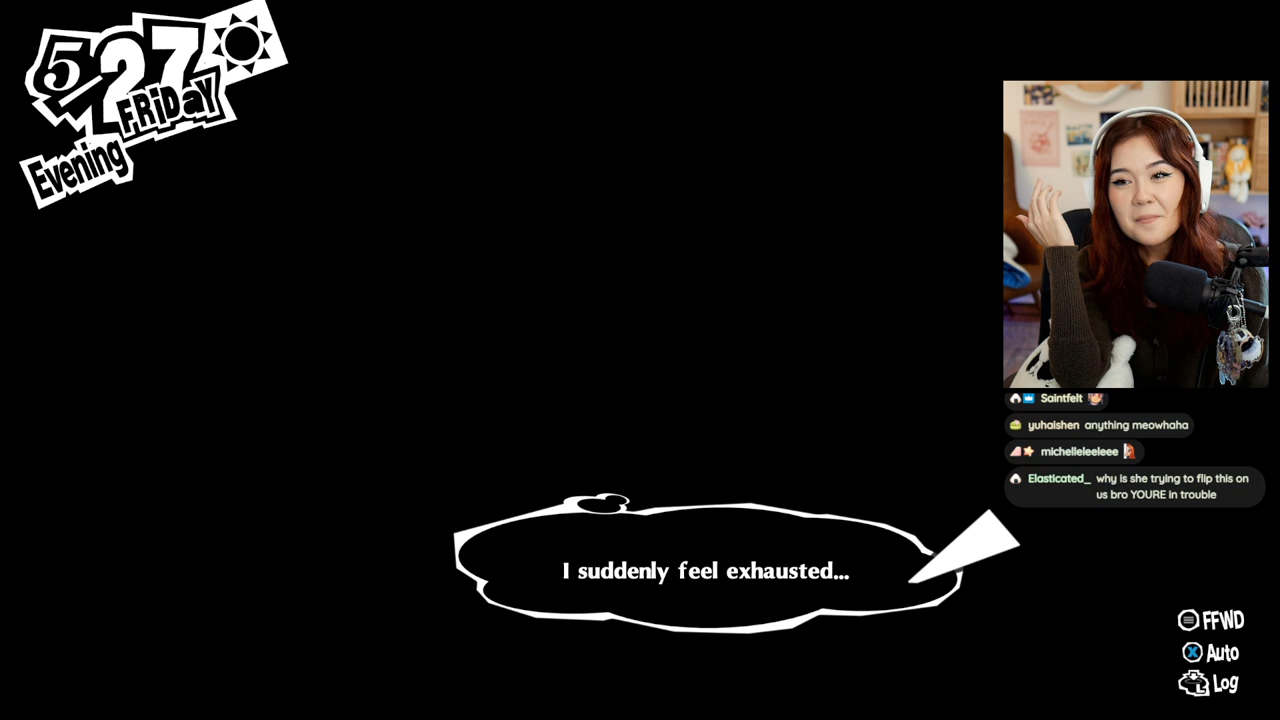 5/27
FRiDaY
Evening
Saintfelt
yuhaishen anything meowhaha
michelleleeleee
Elasticated_ why is she trying to flip this on
us bro YOURE in trouble
I suddenly feel exhausted...
FFWD
X Auto
L Log